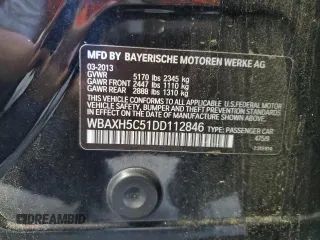 MFD BY BAYERISCHE MOTOREN WERKE AG
03-2013
GVWR 5170 lbs 2345 kg
GAWR FRONT 2447 lbs 1110 kg
GAWR REAR 2888 lbs 1310 kg
THIS VEHICLE CONFORMS TO ALL APPLICABLE U.S. FEDERAL MOTOR
VEHICLE SAFETY, BUMPER AND THEFT PREVENTION STANDARDS
IN EFFECT ON THE DATE OF MANUFACTURE SHOWN ABOVE.
WBAXH5C51DD112846 TYPE: PASSENGER CAR
475/9
DREAMBID